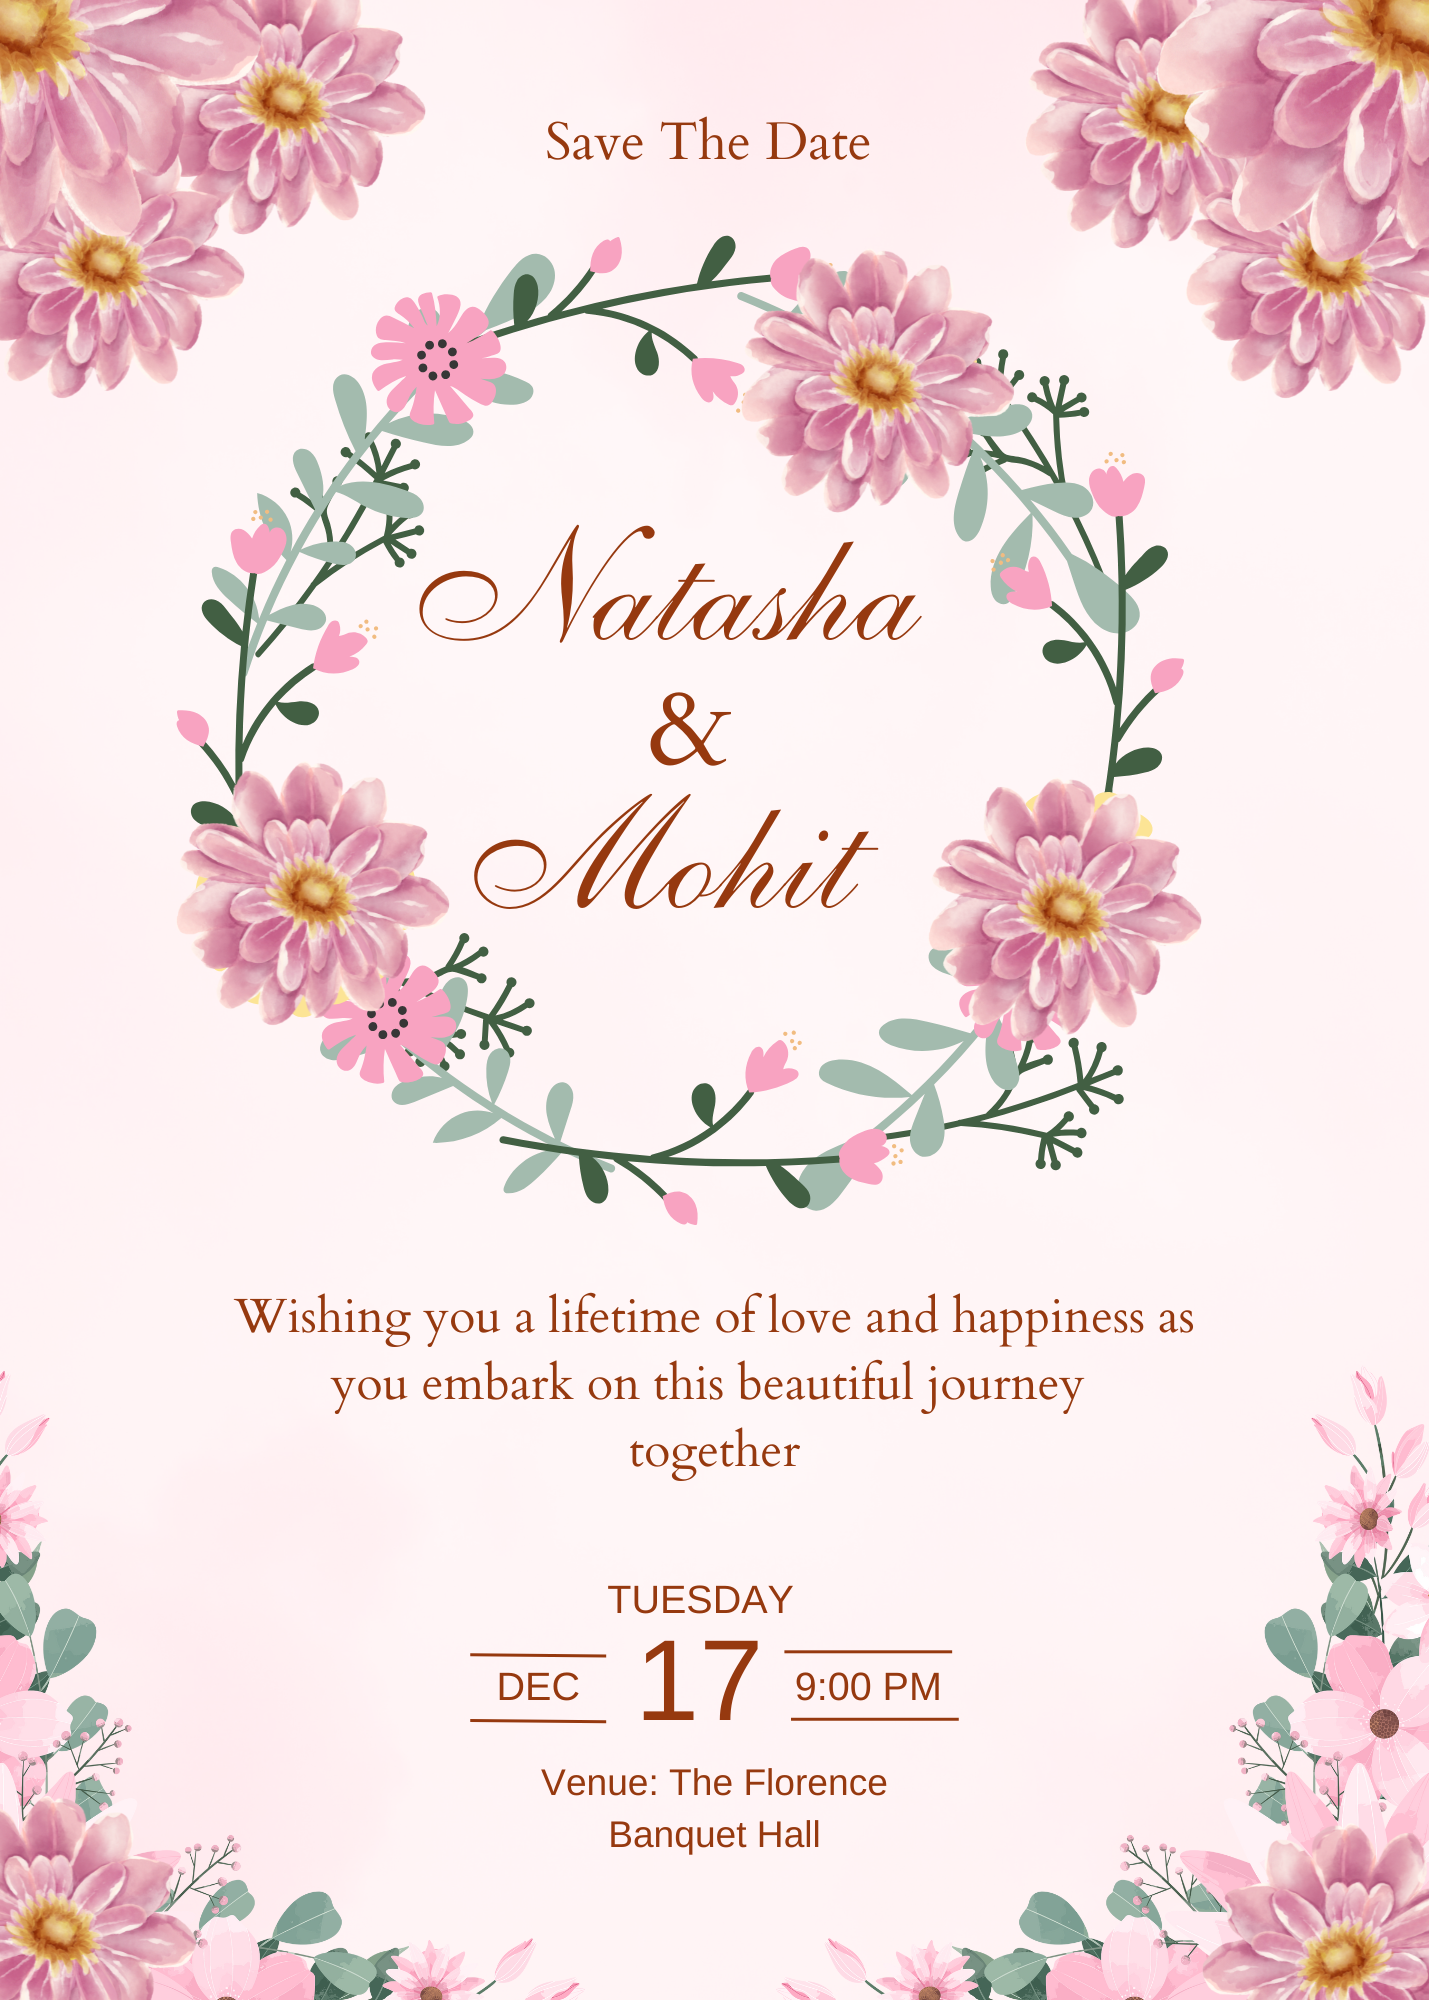 Save The Date
Natasha
&
Mohit
Wishing you a lifetime of love and happiness as
you embark on this beautiful journey
together
TUESDAY
DEC 17 9:00 PM
Venue: The Florence
Banquet Hall